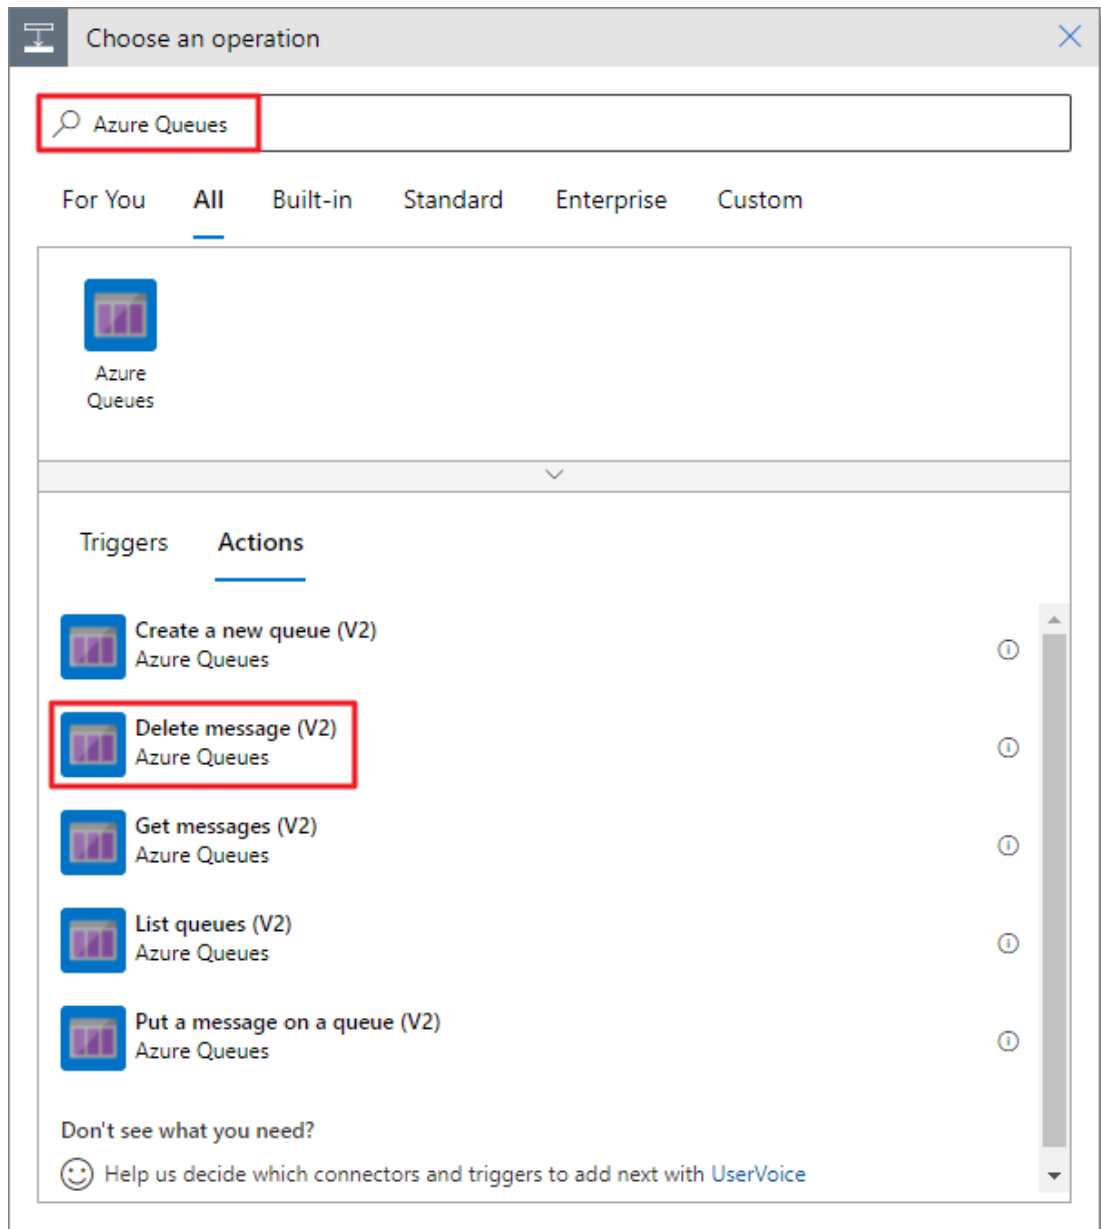 Choose an operation
Azure Queues
For You All Built-in Standard Enterprise Custom
Azure
Queues
Triggers Actions
Create a new queue (V2)
Azure Queues
Delete message (V2)
Azure Queues
Get messages (V2)
Azure Queues
List queues (V2)
Azure Queues
Put a message on a queue (V2)
Azure Queues
Don't see what you need?
Help us decide which connectors and triggers to add next with UserVoice